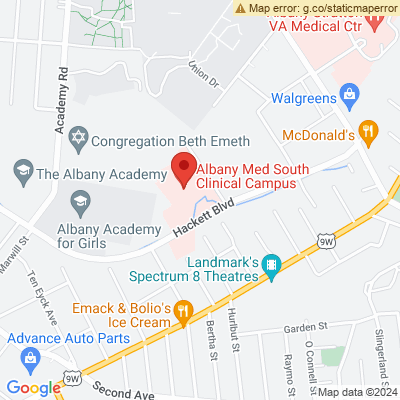 Map error: g.co/staticmaperror
Albany Stratton
VA Medical Ctr
Academy Rd
Union Dr
Walgreens
McDonald's
Congregation Beth Emeth
The Albany Academy
Albany Med South
Clinical Campus
Albany Academy
for Girls
Hackett Blvd
Marwill St
9W
Landmark's
Spectrum 8 Theatres
Ten Eyck Ave
Emack & Bolio's
Ice Cream
Bertha St
Hurlbut St
Garden St
Raymo St
O Connell St
Slingerland S
Advance Auto Parts
9W
Second Ave
Google
Map data ©2024